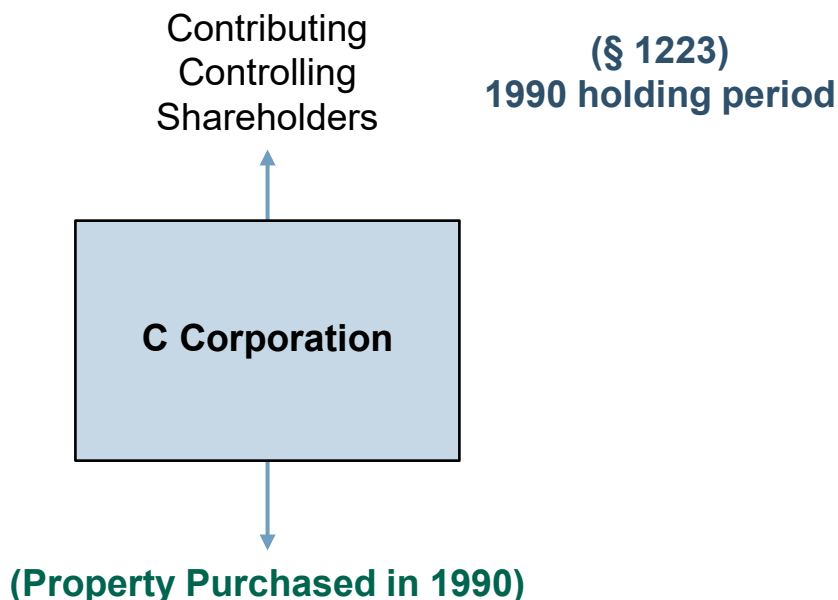 Contributing
Controlling
Shareholders
(§ 1223)
1990 holding period
C Corporation
(Property Purchased in 1990)